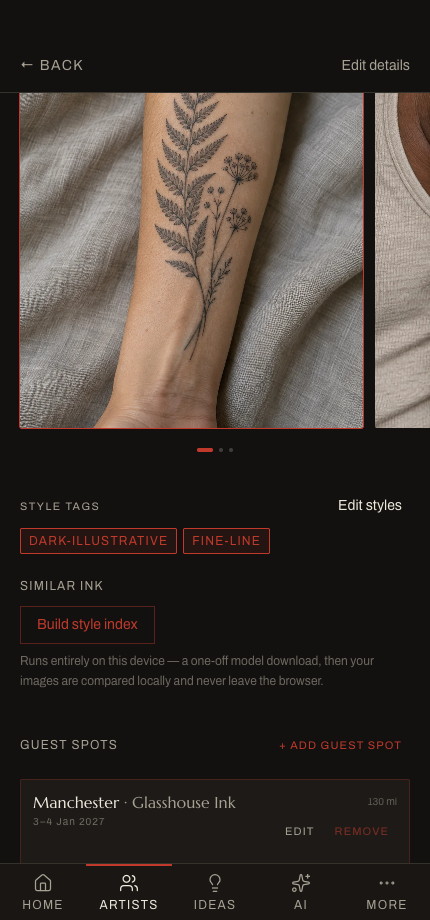 ← BACK
Edit details
STYLE TAGS
Edit styles
DARK-ILLUSTRATIVE
FINE-LINE
SIMILAR INK
Build style index
Runs entirely on this device — a one-off model download, then your
images are compared locally and never leave the browser.
GUEST SPOTS
+ ADD GUEST SPOT
Manchester · Glasshouse Ink
130 mi
3–4 Jan 2027
EDIT
REMOVE
HOME
ARTISTS
IDEAS
AI
MORE